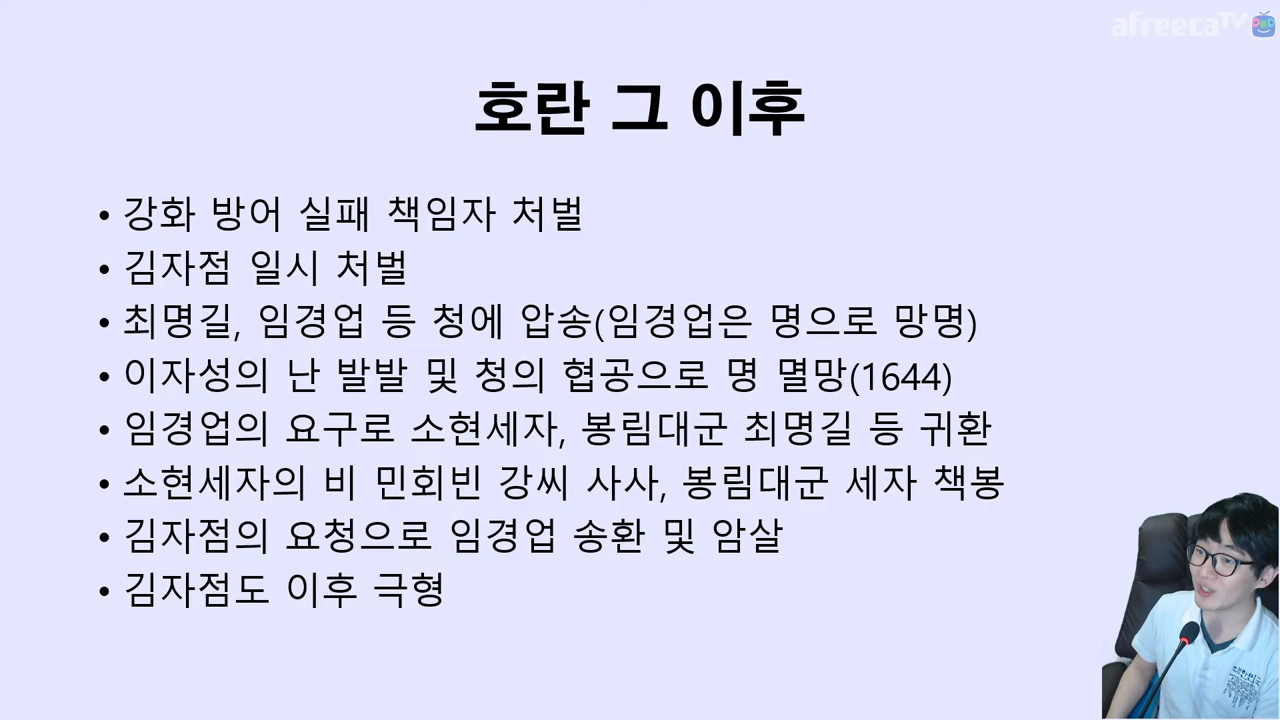 afreecaTV
호란 그 이후
• 강화 방어 실패 책임자 처벌
• 김자점 일시 처벌
• 최명길, 임경업 등 청에 압송(임경업은 명으로 망명)
• 이자성의 난 발발 및 청의 협공으로 명 멸망(1644)
• 임경업의 요구로 소현세자, 봉림대군 최명길 등 귀환
• 소현세자의 비 민회빈 강씨 사사, 봉림대군 세자 책봉
• 김자점의 요청으로 임경업 송환 및 암살
• 김자점도 이후 극형
대한민국